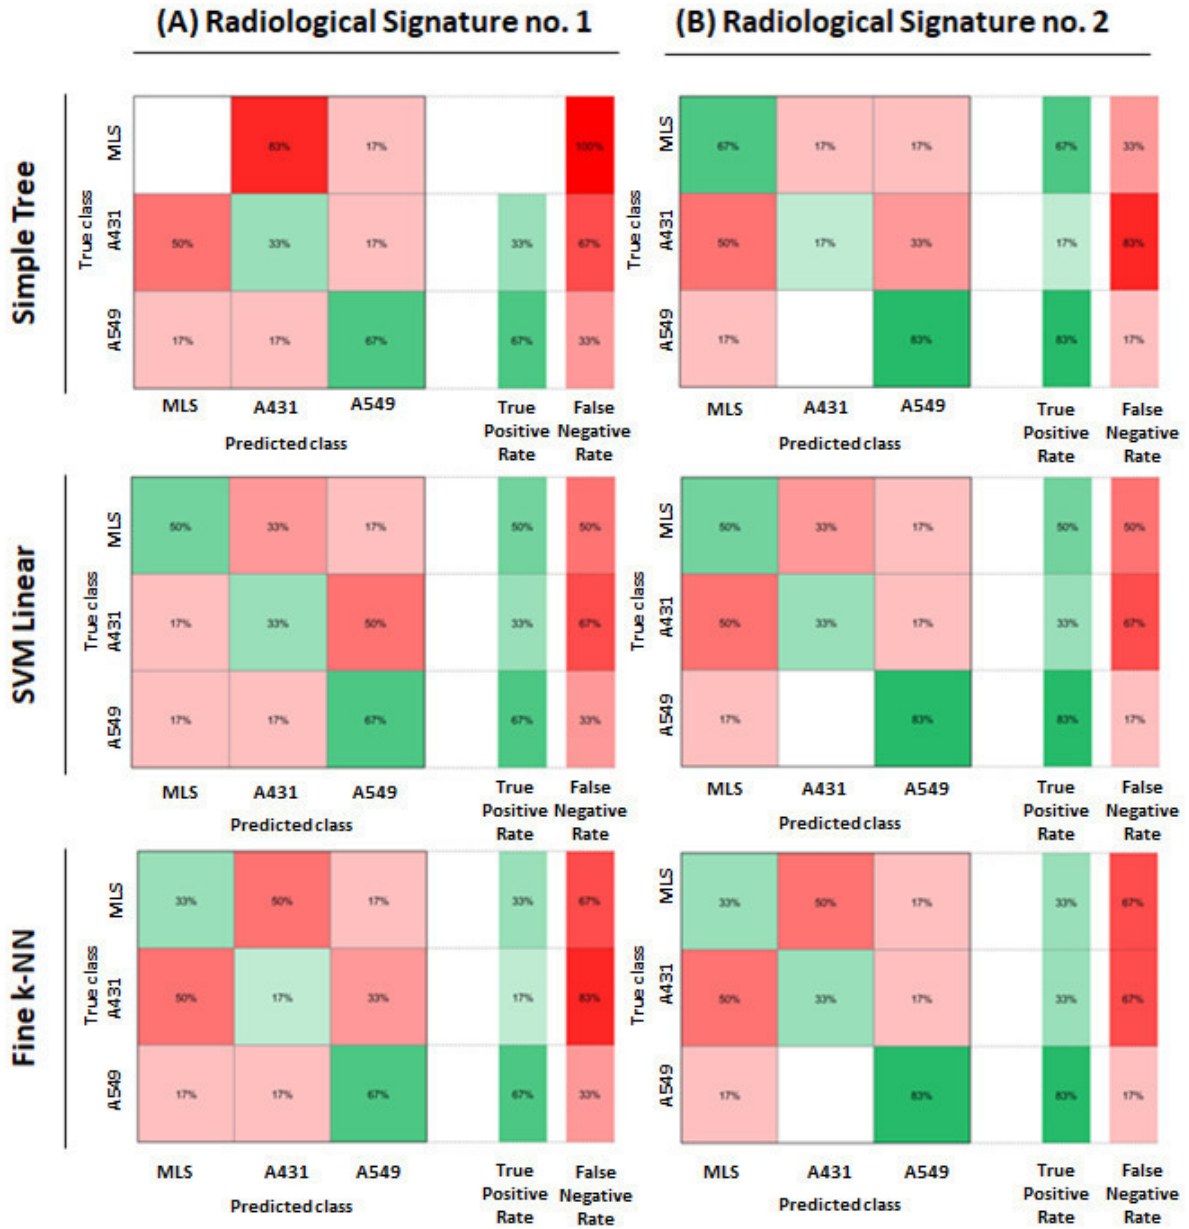 (A) Radiological Signature no. 1
(B) Radiological Signature no. 2
Simple Tree
True class
MLS
83%
17%
100%
A431
50%
33%
17%
33%
67%
A549
17%
17%
67%
67%
33%
MLS
A431
A549
Predicted class
True
Positive
Rate
False
Negative
Rate
True class
MLS
67%
17%
17%
67%
33%
A431
50%
17%
33%
17%
83%
A549
17%
83%
83%
17%
MLS
A431
A549
Predicted class
True
Positive
Rate
False
Negative
Rate
SVM Linear
True class
MLS
50%
33%
17%
50%
50%
A431
17%
33%
50%
33%
67%
A549
17%
17%
67%
67%
33%
MLS
A431
A549
Predicted class
True
Positive
Rate
False
Negative
Rate
True class
MLS
50%
33%
17%
50%
50%
A431
50%
33%
17%
33%
67%
A549
17%
83%
83%
17%
MLS
A431
A549
Predicted class
True
Positive
Rate
False
Negative
Rate
Fine k-NN
True class
MLS
33%
50%
17%
33%
67%
A431
50%
17%
33%
17%
83%
A549
17%
17%
67%
67%
33%
MLS
A431
A549
Predicted class
True
Positive
Rate
False
Negative
Rate
True class
MLS
33%
50%
17%
33%
67%
A431
50%
33%
17%
33%
67%
A549
17%
83%
83%
17%
MLS
A431
A549
Predicted class
True
Positive
Rate
False
Negative
Rate